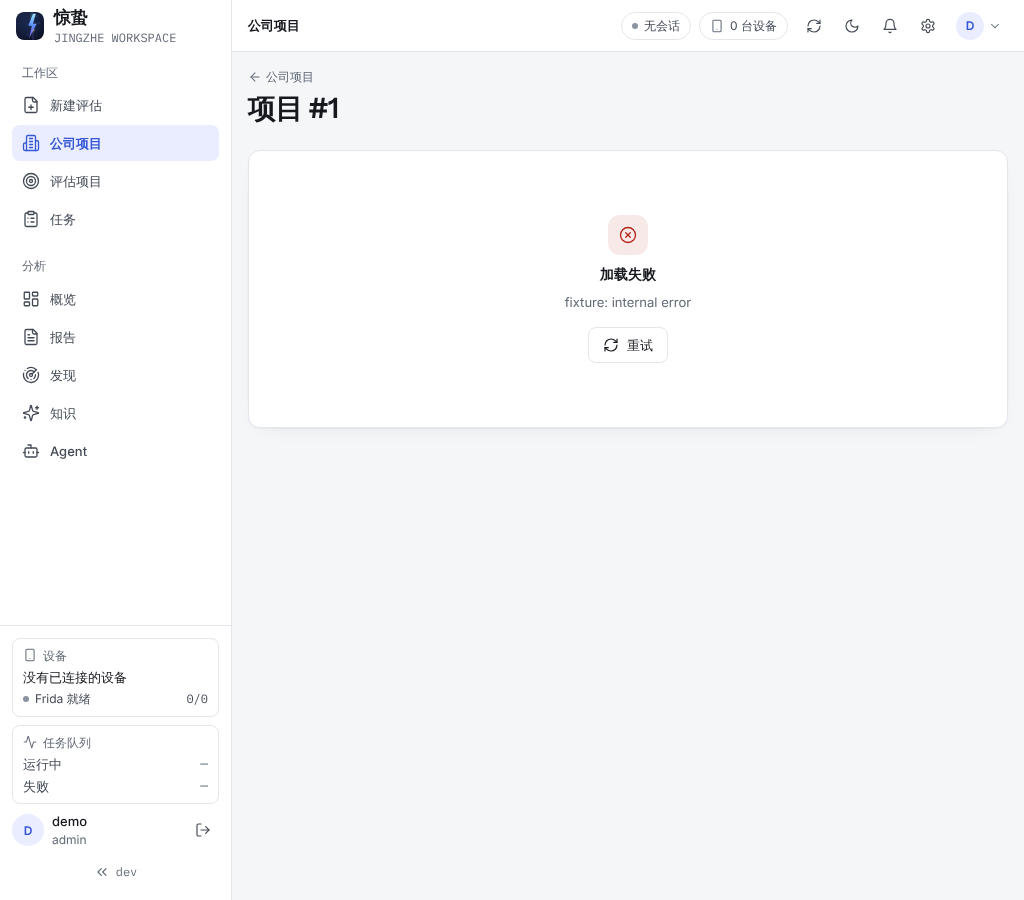 惊蛰
JINGZHE WORKSPACE
工作区
新建评估
公司项目
评估项目
任务
分析
概览
报告
发现
知识
Agent
设备
没有已连接的设备
Frida 就绪 0/0
任务队列
运行中 —
失败 —
D
demo
admin
dev
公司项目
无会话
0 台设备
D
公司项目
项目 #1
加载失败
fixture: internal error
重试